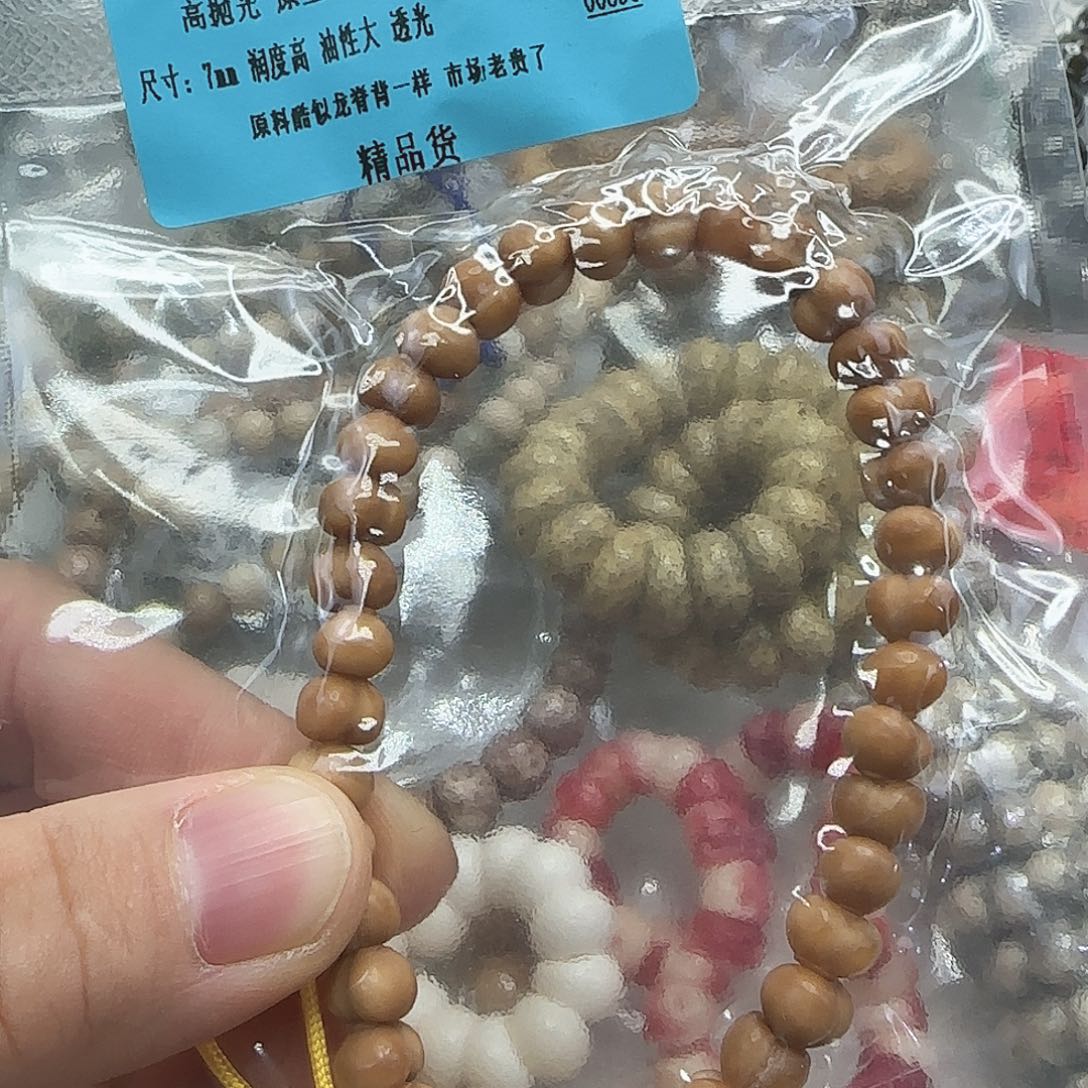 高抛光
尺寸：7mm 润度高 油性大 透光
原料酷似龙脊背一样 市场老贵了
精品货